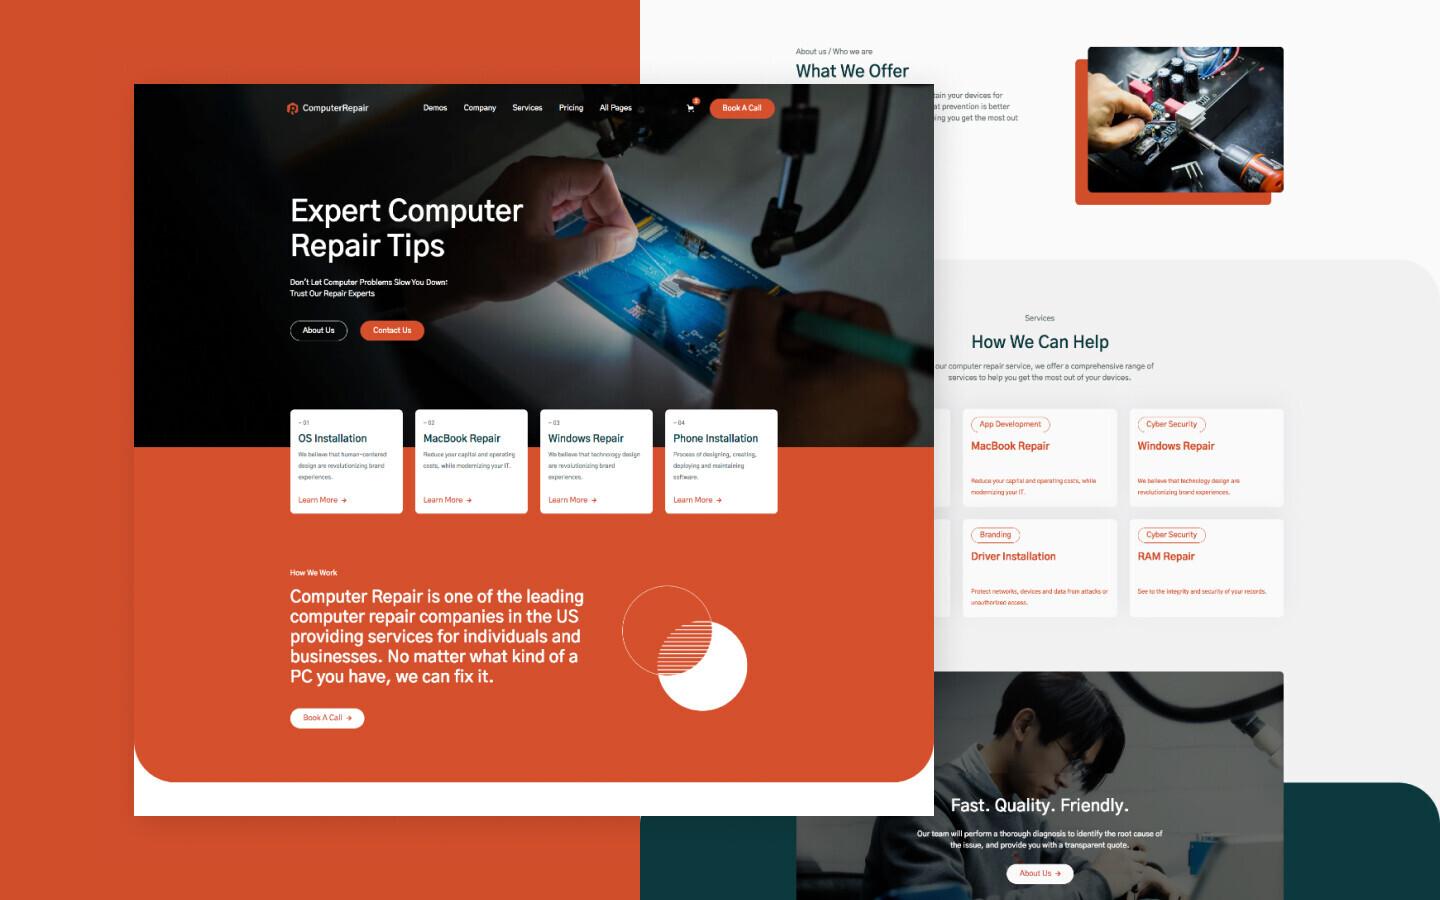 ComputerRepair
Demos
Company
Services
Pricing
All Pages
2
Book A Call
Expert Computer
Repair Tips
Don't Let Computer Problems Slow You Down:
Trust Our Repair Experts
About Us
Contact Us
– 01
OS Installation
We believe that human-centered
design are revolutionizing brand
experiences.
Learn More →
– 02
MacBook Repair
Reduce your capital and operating
costs, while modernizing your IT.
Learn More →
– 03
Windows Repair
We believe that technology design
are revolutionizing brand
experiences.
Learn More →
– 04
Phone Installation
Process of designing, creating,
deploying and maintaining
software.
Learn More →
How We Work
Computer Repair is one of the leading
computer repair companies in the US
providing services for individuals and
businesses. No matter what kind of a
PC you have, we can fix it.
Book A Call →
About us / Who we are
What We Offer
tain your devices for
at prevention is better
ing you get the most out
Services
How We Can Help
our computer repair service, we offer a comprehensive range of
services to help you get the most out of your devices.
App Development
MacBook Repair
Reduce your capital and operating costs, while
modernizing your IT.
Cyber Security
Windows Repair
We believe that technology design are
revolutionizing brand experiences.
Branding
Driver Installation
Protect networks, devices and data from attacks or
unauthorized access.
Cyber Security
RAM Repair
See to the integrity and security of your records.
Fast. Quality. Friendly.
Our team will perform a thorough diagnosis to identify the root cause of
the issue, and provide you with a transparent quote.
About Us →